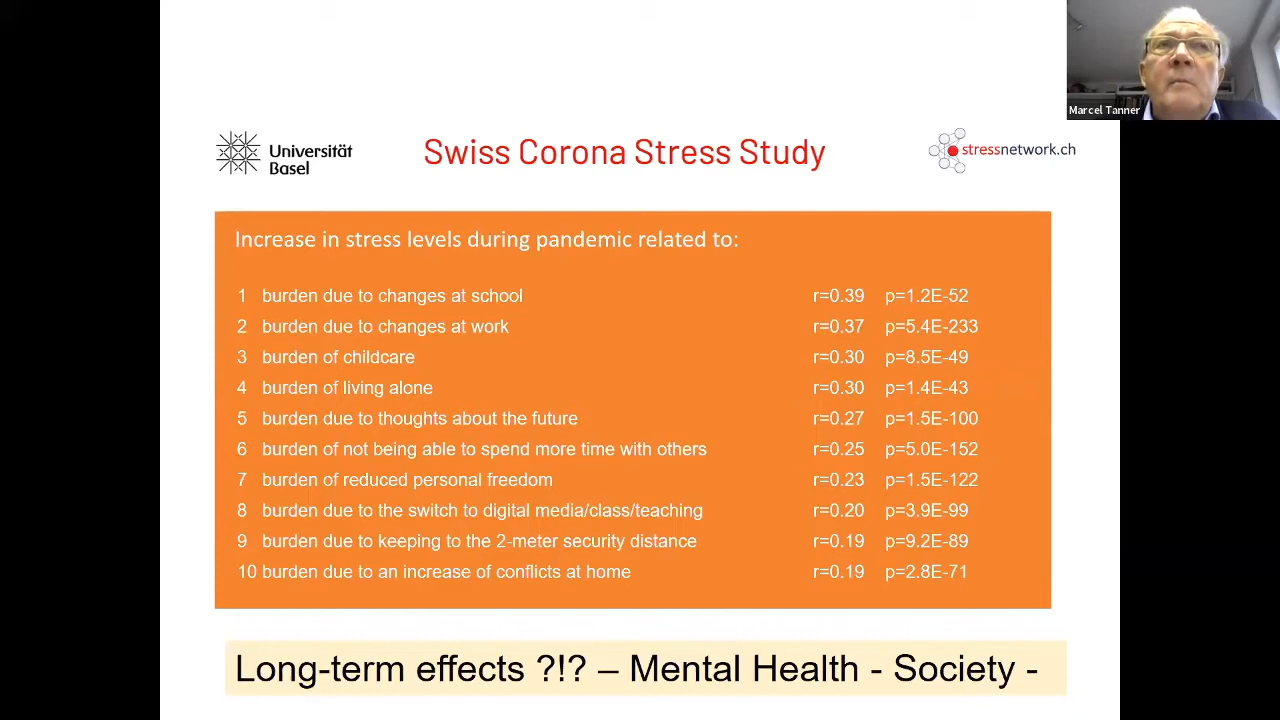 Marcel Tanner
Universität
Basel
Swiss Corona Stress Study
stressnetwork.ch
Increase in stress levels during pandemic related to:
1 burden due to changes at school r=0.39 p=1.2E-52
2 burden due to changes at work r=0.37 p=5.4E-233
3 burden of childcare r=0.30 p=8.5E-49
4 burden of living alone r=0.30 p=1.4E-43
5 burden due to thoughts about the future r=0.27 p=1.5E-100
6 burden of not being able to spend more time with others r=0.25 p=5.0E-152
7 burden of reduced personal freedom r=0.23 p=1.5E-122
8 burden due to the switch to digital media/class/teaching r=0.20 p=3.9E-99
9 burden due to keeping to the 2-meter security distance r=0.19 p=9.2E-89
10 burden due to an increase of conflicts at home r=0.19 p=2.8E-71
Long-term effects ?!? – Mental Health - Society -